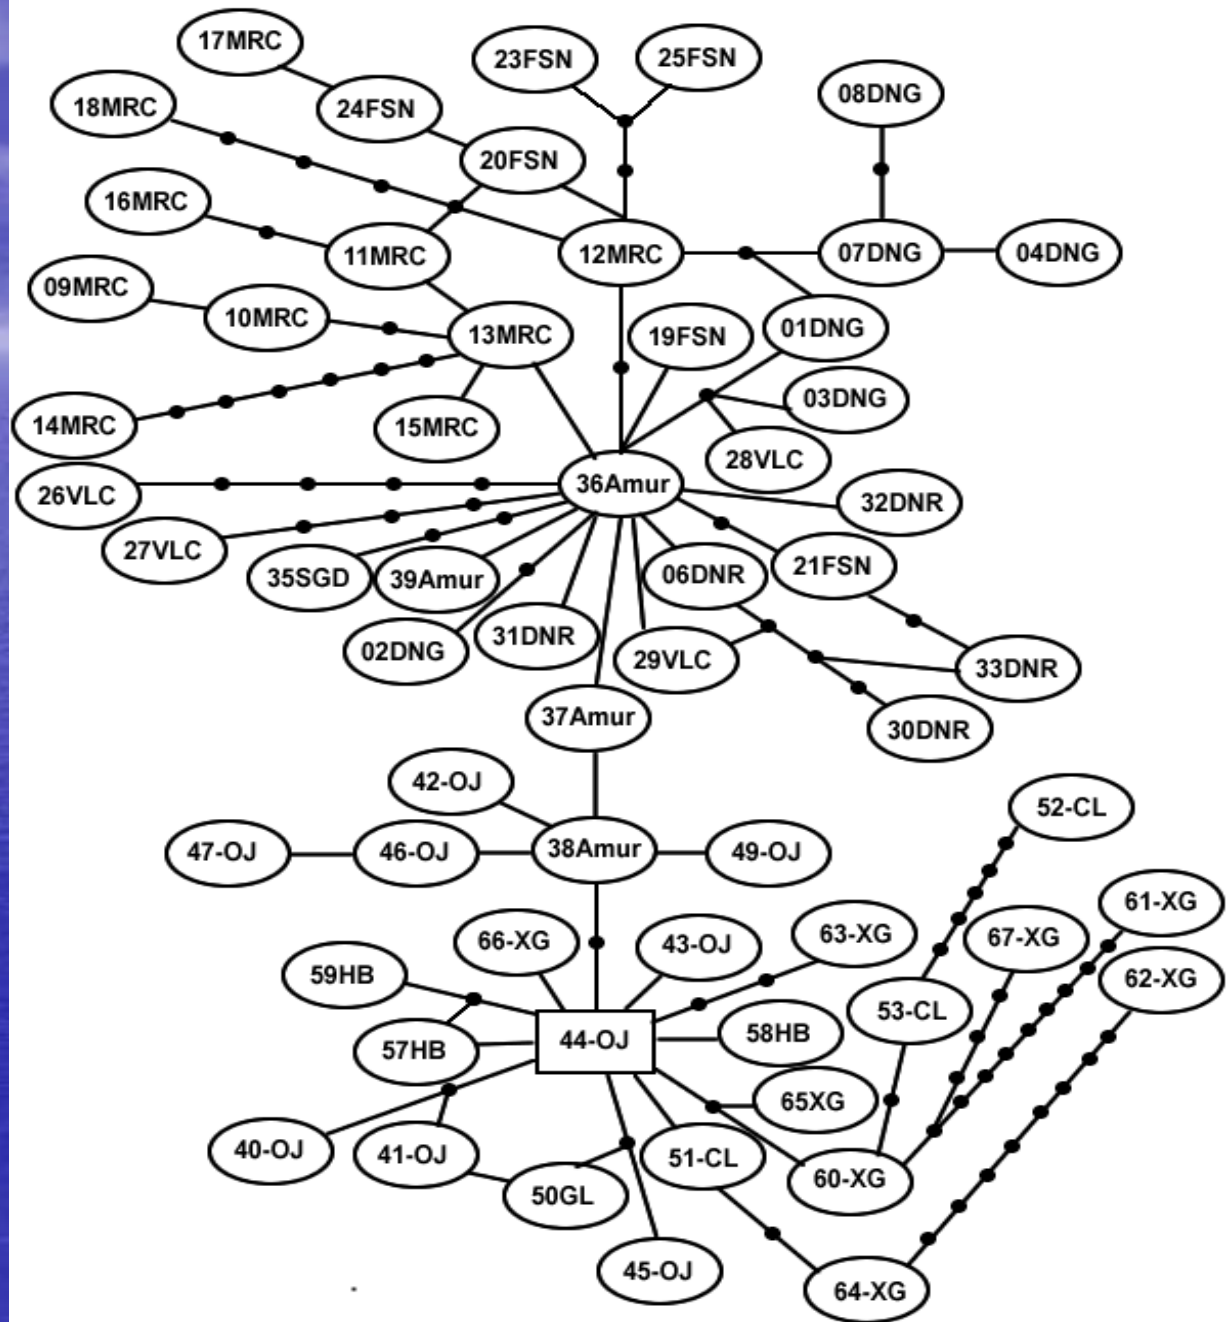 17MRC
23FSN
25FSN
18MRC
24FSN
08DNG
20FSN
16MRC
11MRC
12MRC
07DNG
04DNG
09MRC
10MRC
13MRC
19FSN
01DNG
14MRC
15MRC
03DNG
28VLC
26VLC
36Amur
32DNR
27VLC
35SGD
39Amur
06DNR
21FSN
02DNG
31DNR
29VLC
33DNR
37Amur
30DNR
42-OJ
52-CL
47-OJ
46-OJ
38Amur
49-OJ
61-XG
66-XG
43-OJ
63-XG
67-XG
59HB
62-XG
57HB
44-OJ
58HB
53-CL
65XG
40-OJ
41-OJ
51-CL
60-XG
50GL
45-OJ
64-XG